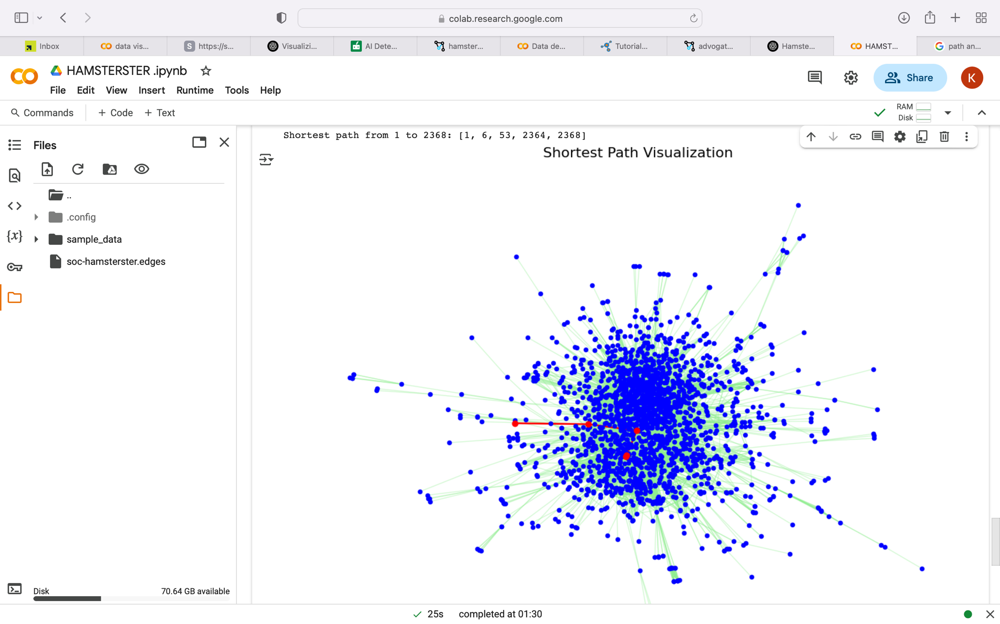 colab.research.google.com
Inbox
data vis...
S
https://s...
Visualizi...
AI Dete...
hamster...
Data de...
Tutorial...
advogat...
Hamste...
HAMST...
path an...
HAMSTERSTER .ipynb
File Edit View Insert Runtime Tools Help
Share
K
Commands
+ Code + Text
RAM
Disk
Files
..
.config
sample_data
soc-hamsterster.edges
{x}
Shortest path from 1 to 2368: [1, 6, 53, 2364, 2368]
Shortest Path Visualization
Disk 70.64 GB available
25s completed at 01:30